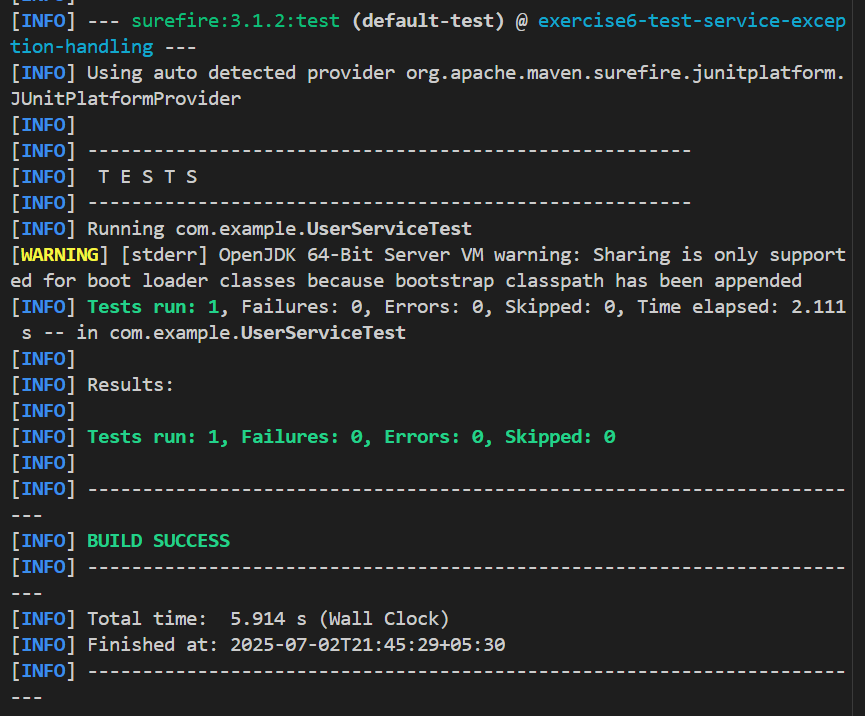 [INFO]
[INFO] --- surefire:3.1.2:test (default-test) @ exercise6-test-service-excep
tion-handling ---
[INFO] Using auto detected provider org.apache.maven.surefire.junitplatform.
JUnitPlatformProvider
[INFO]
[INFO] -------------------------------------------------------
[INFO]  T E S T S
[INFO] -------------------------------------------------------
[INFO] Running com.example.UserServiceTest
[WARNING] [stderr] OpenJDK 64-Bit Server VM warning: Sharing is only support
ed for boot loader classes because bootstrap classpath has been appended
[INFO] Tests run: 1, Failures: 0, Errors: 0, Skipped: 0, Time elapsed: 2.111
 s -- in com.example.UserServiceTest
[INFO]
[INFO] Results:
[INFO]
[INFO] Tests run: 1, Failures: 0, Errors: 0, Skipped: 0
[INFO]
[INFO] ---------------------------------------------------------------------
---
[INFO] BUILD SUCCESS
[INFO] ---------------------------------------------------------------------
---
[INFO] Total time:  5.914 s (Wall Clock)
[INFO] Finished at: 2025-07-02T21:45:29+05:30
[INFO] ---------------------------------------------------------------------
---